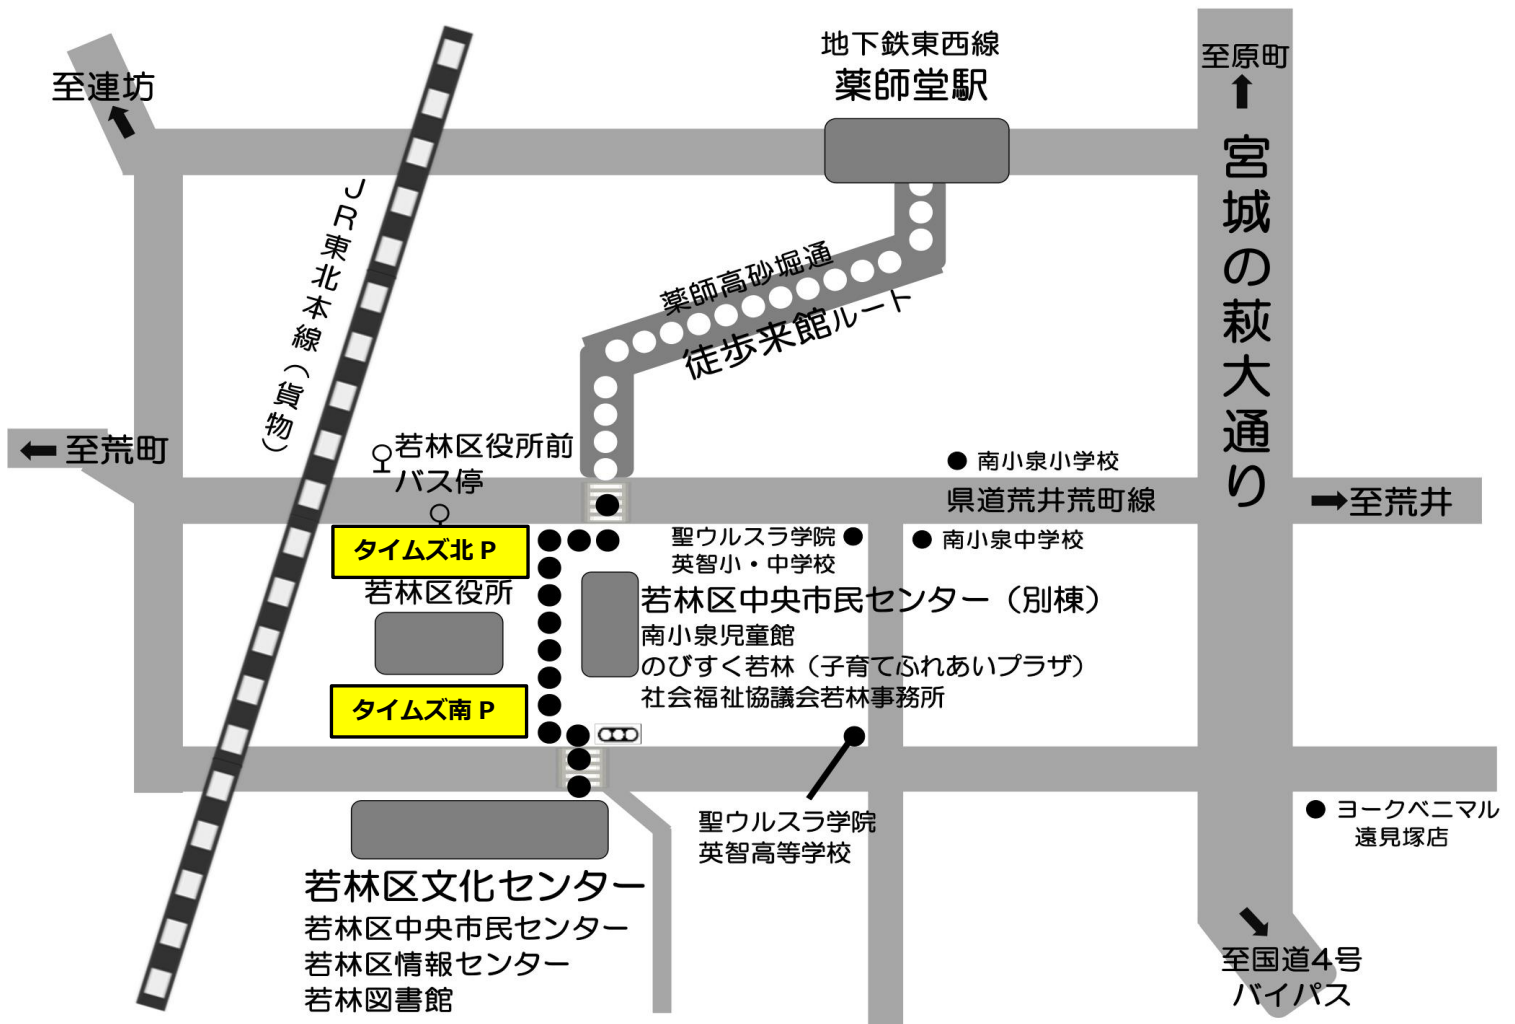 地下鉄東西線
薬師堂駅
至原町
至連坊
宮城の萩大通り
JR東北本線（貨物）
薬師高砂堀通
徒歩来館ルート
至荒町
若林区役所前
バス停
南小泉小学校
県道荒井荒町線
至荒井
タイムズ北 P
聖ウルスラ学院
英智小・中学校
南小泉中学校
若林区役所
若林区中央市民センター（別棟）
南小泉児童館
のびすく若林（子育てふれあいプラザ）
社会福祉協議会若林事務所
タイムズ南 P
聖ウルスラ学院
英智高等学校
ヨークベニマル
遠見塚店
若林区文化センター
若林区中央市民センター
若林区情報センター
若林図書館
至国道4号
バイパス